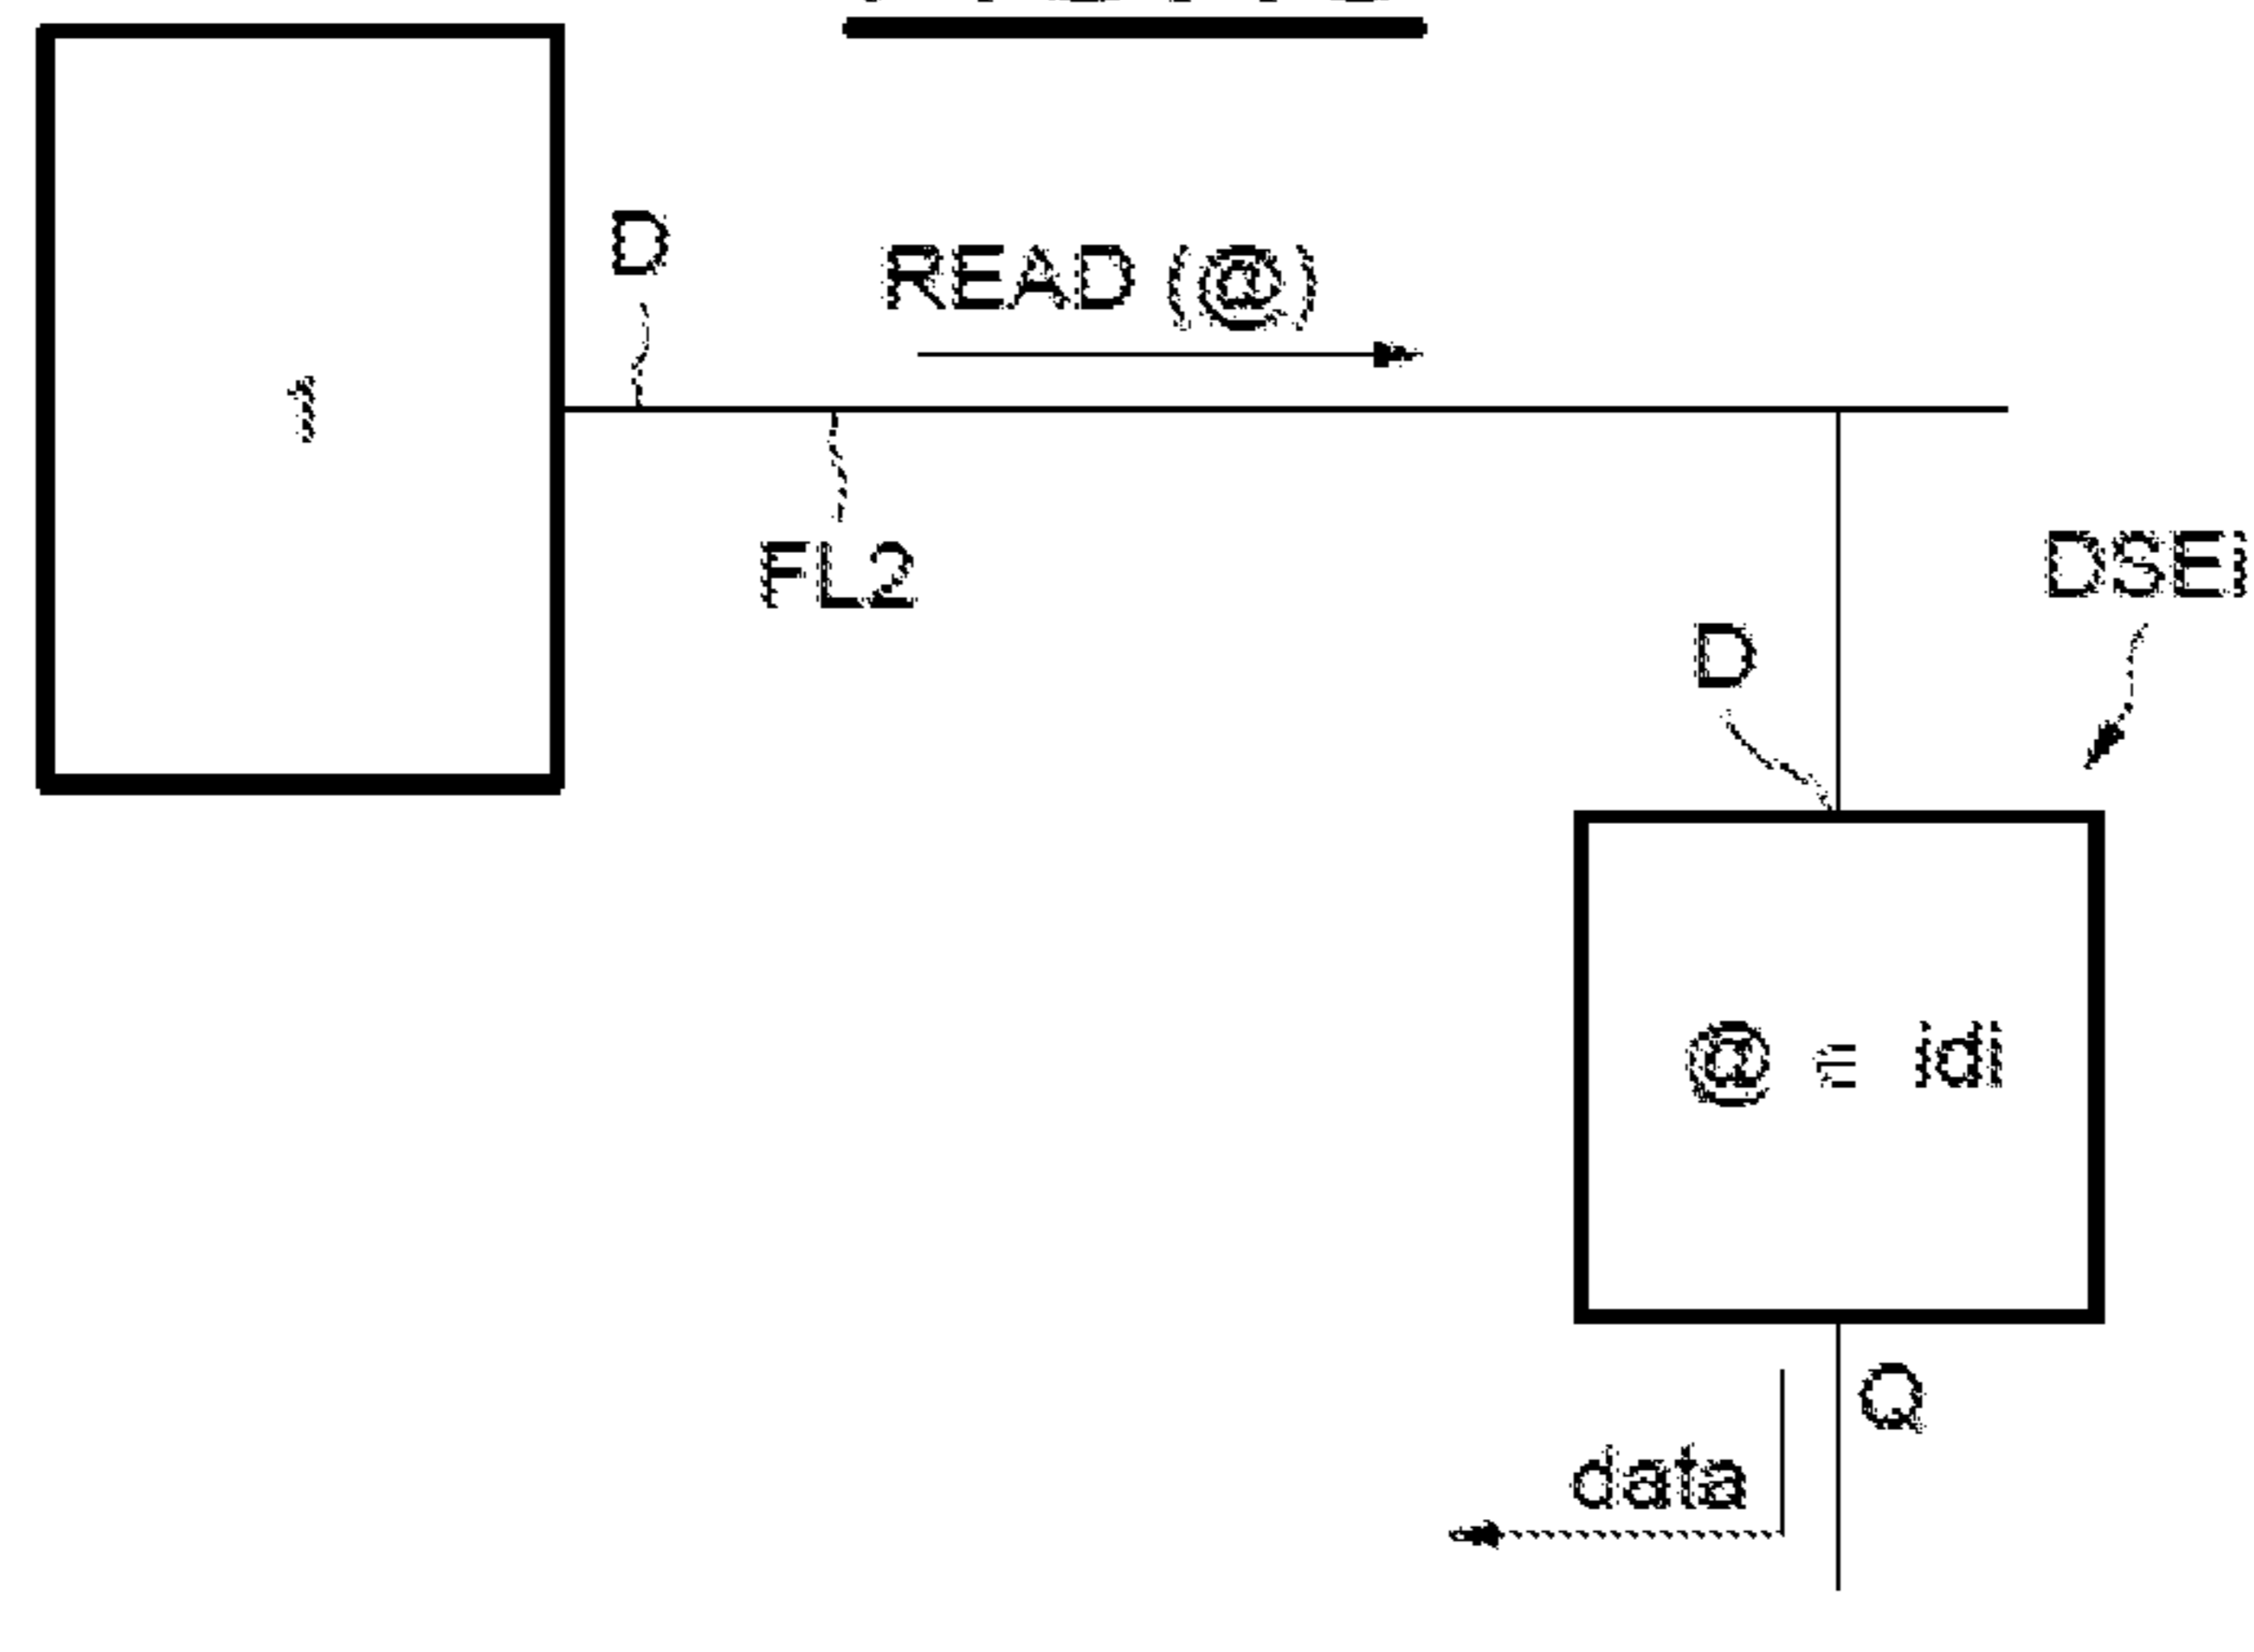 D
READ (@)
1
FL2
DSEi
D
@ = idi
Q
data